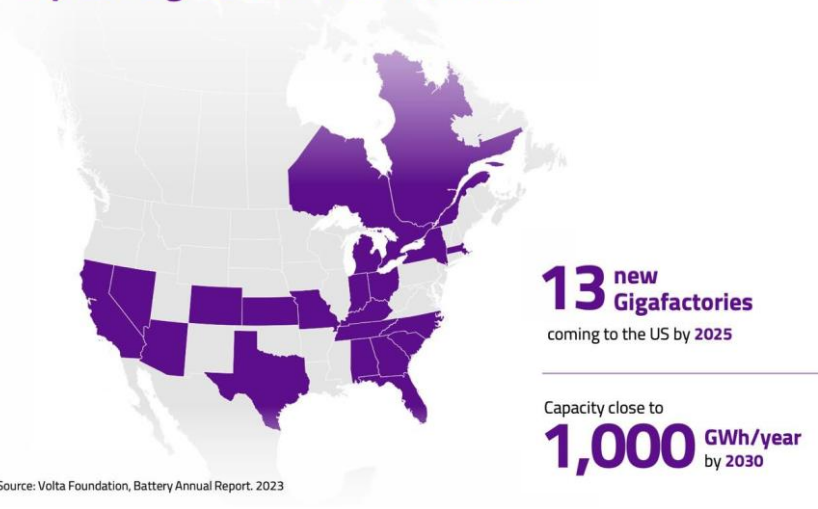 13 new
Gigafactories
coming to the US by 2025
Capacity close to
1,000 GWh/year
by 2030
Source: Volta Foundation, Battery Annual Report. 2023